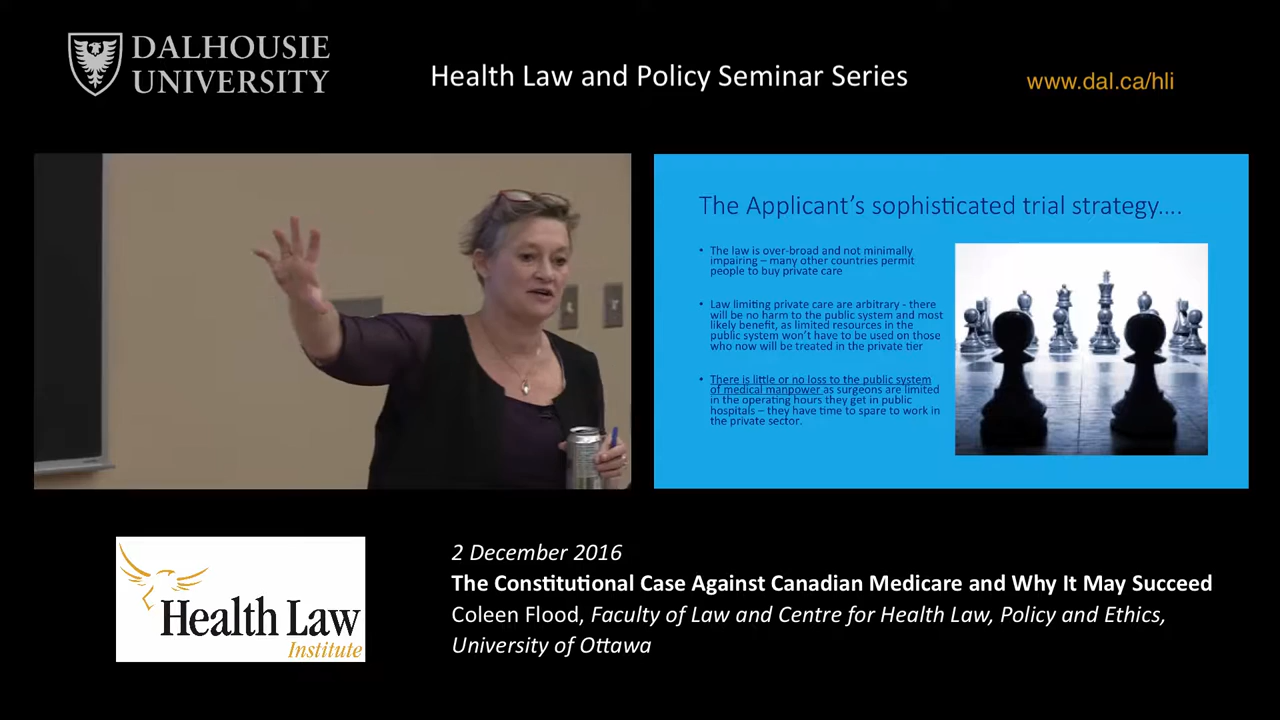 DALHOUSIE
UNIVERSITY
Health Law and Policy Seminar Series
www.dal.ca/hli
The Applicant's sophisticated trial strategy....
• The law is over-broad and not minimally
impairing – many other countries permit
people to buy private care
• Law limiting private care are arbitrary - there
will be no harm to the public system and most
likely benefit, as limited resources in the
public system won't have to be used on those
who now will be treated in the private tier
• There is little or no loss to the public system
of medical manpower as surgeons are limited
in the operating hours they get in public
hospitals – they have time to spare to work in
the private sector.
Health Law
Institute
2 December 2016
The Constitutional Case Against Canadian Medicare and Why It May Succeed
Coleen Flood, Faculty of Law and Centre for Health Law, Policy and Ethics,
University of Ottawa